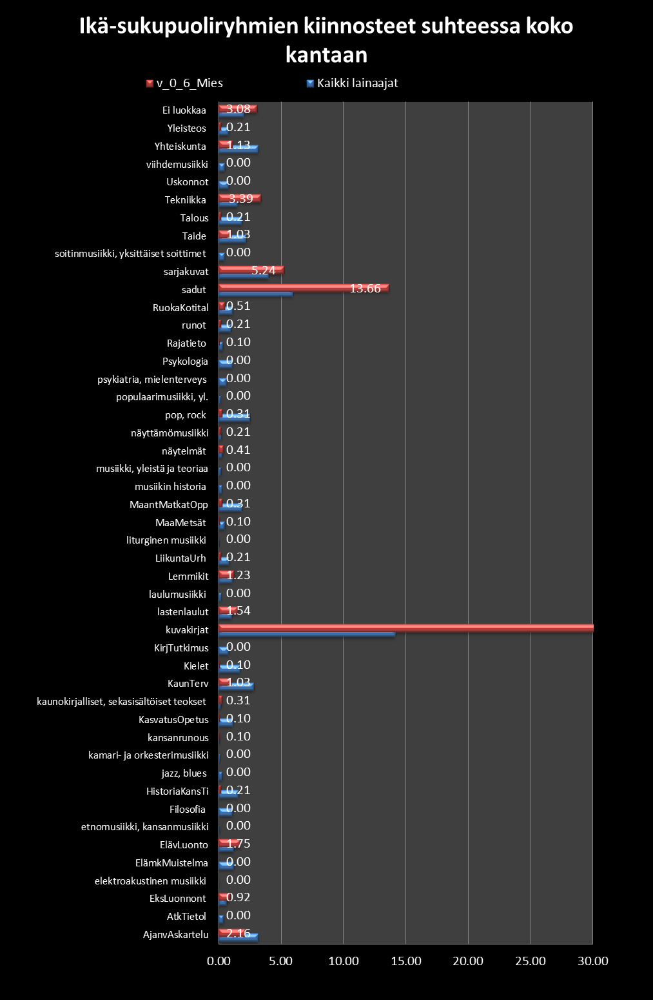 Ikä-sukupuoliryhmien kiinnosteet suhteessa koko
kantaan
v_0_6_Mies Kaikki lainaajat
Ei luokkaa 3.08
Yleisteos 0.21
Yhteiskunta 1.13
viihdemusiikki 0.00
Uskonnot 0.00
Tekniikka 3.39
Talous 0.21
Taide 1.03
soitinmusiikki, yksittäiset soittimet 0.00
sarjakuvat 5.24
sadut 13.66
RuokaKotital 0.51
runot 0.21
Rajatieto 0.10
Psykologia 0.00
psykiatria, mielenterveys 0.00
populaarimusiikki, yl. 0.00
pop, rock 0.31
näyttämömusiikki 0.21
näytelmät 0.41
musiikki, yleistä ja teoriaa 0.00
musiikin historia 0.00
MaantMatkatOpp 0.31
MaaMetsät 0.10
liturginen musiikki 0.00
LiikuntaUrh 0.21
Lemmikit 1.23
laulumusiikki 0.00
lastenlaulut 1.54
kuvakirjat
KirjTutkimus 0.00
Kielet 0.10
KaunTerv 1.03
kaunokirjalliset, sekasisältöiset teokset 0.31
KasvatusOpetus 0.10
kansanrunous 0.10
kamari- ja orkesterimusiikki 0.00
jazz, blues 0.00
HistoriaKansTi 0.21
Filosofia 0.00
etnomusiikki, kansanmusiikki 0.00
ElävLuonto 1.75
ElämkMuistelma 0.00
elektroakustinen musiikki 0.00
EksLuonnont 0.92
AtkTietol 0.00
AjanvAskartelu 2.16
0.00 5.00 10.00 15.00 20.00 25.00 30.00